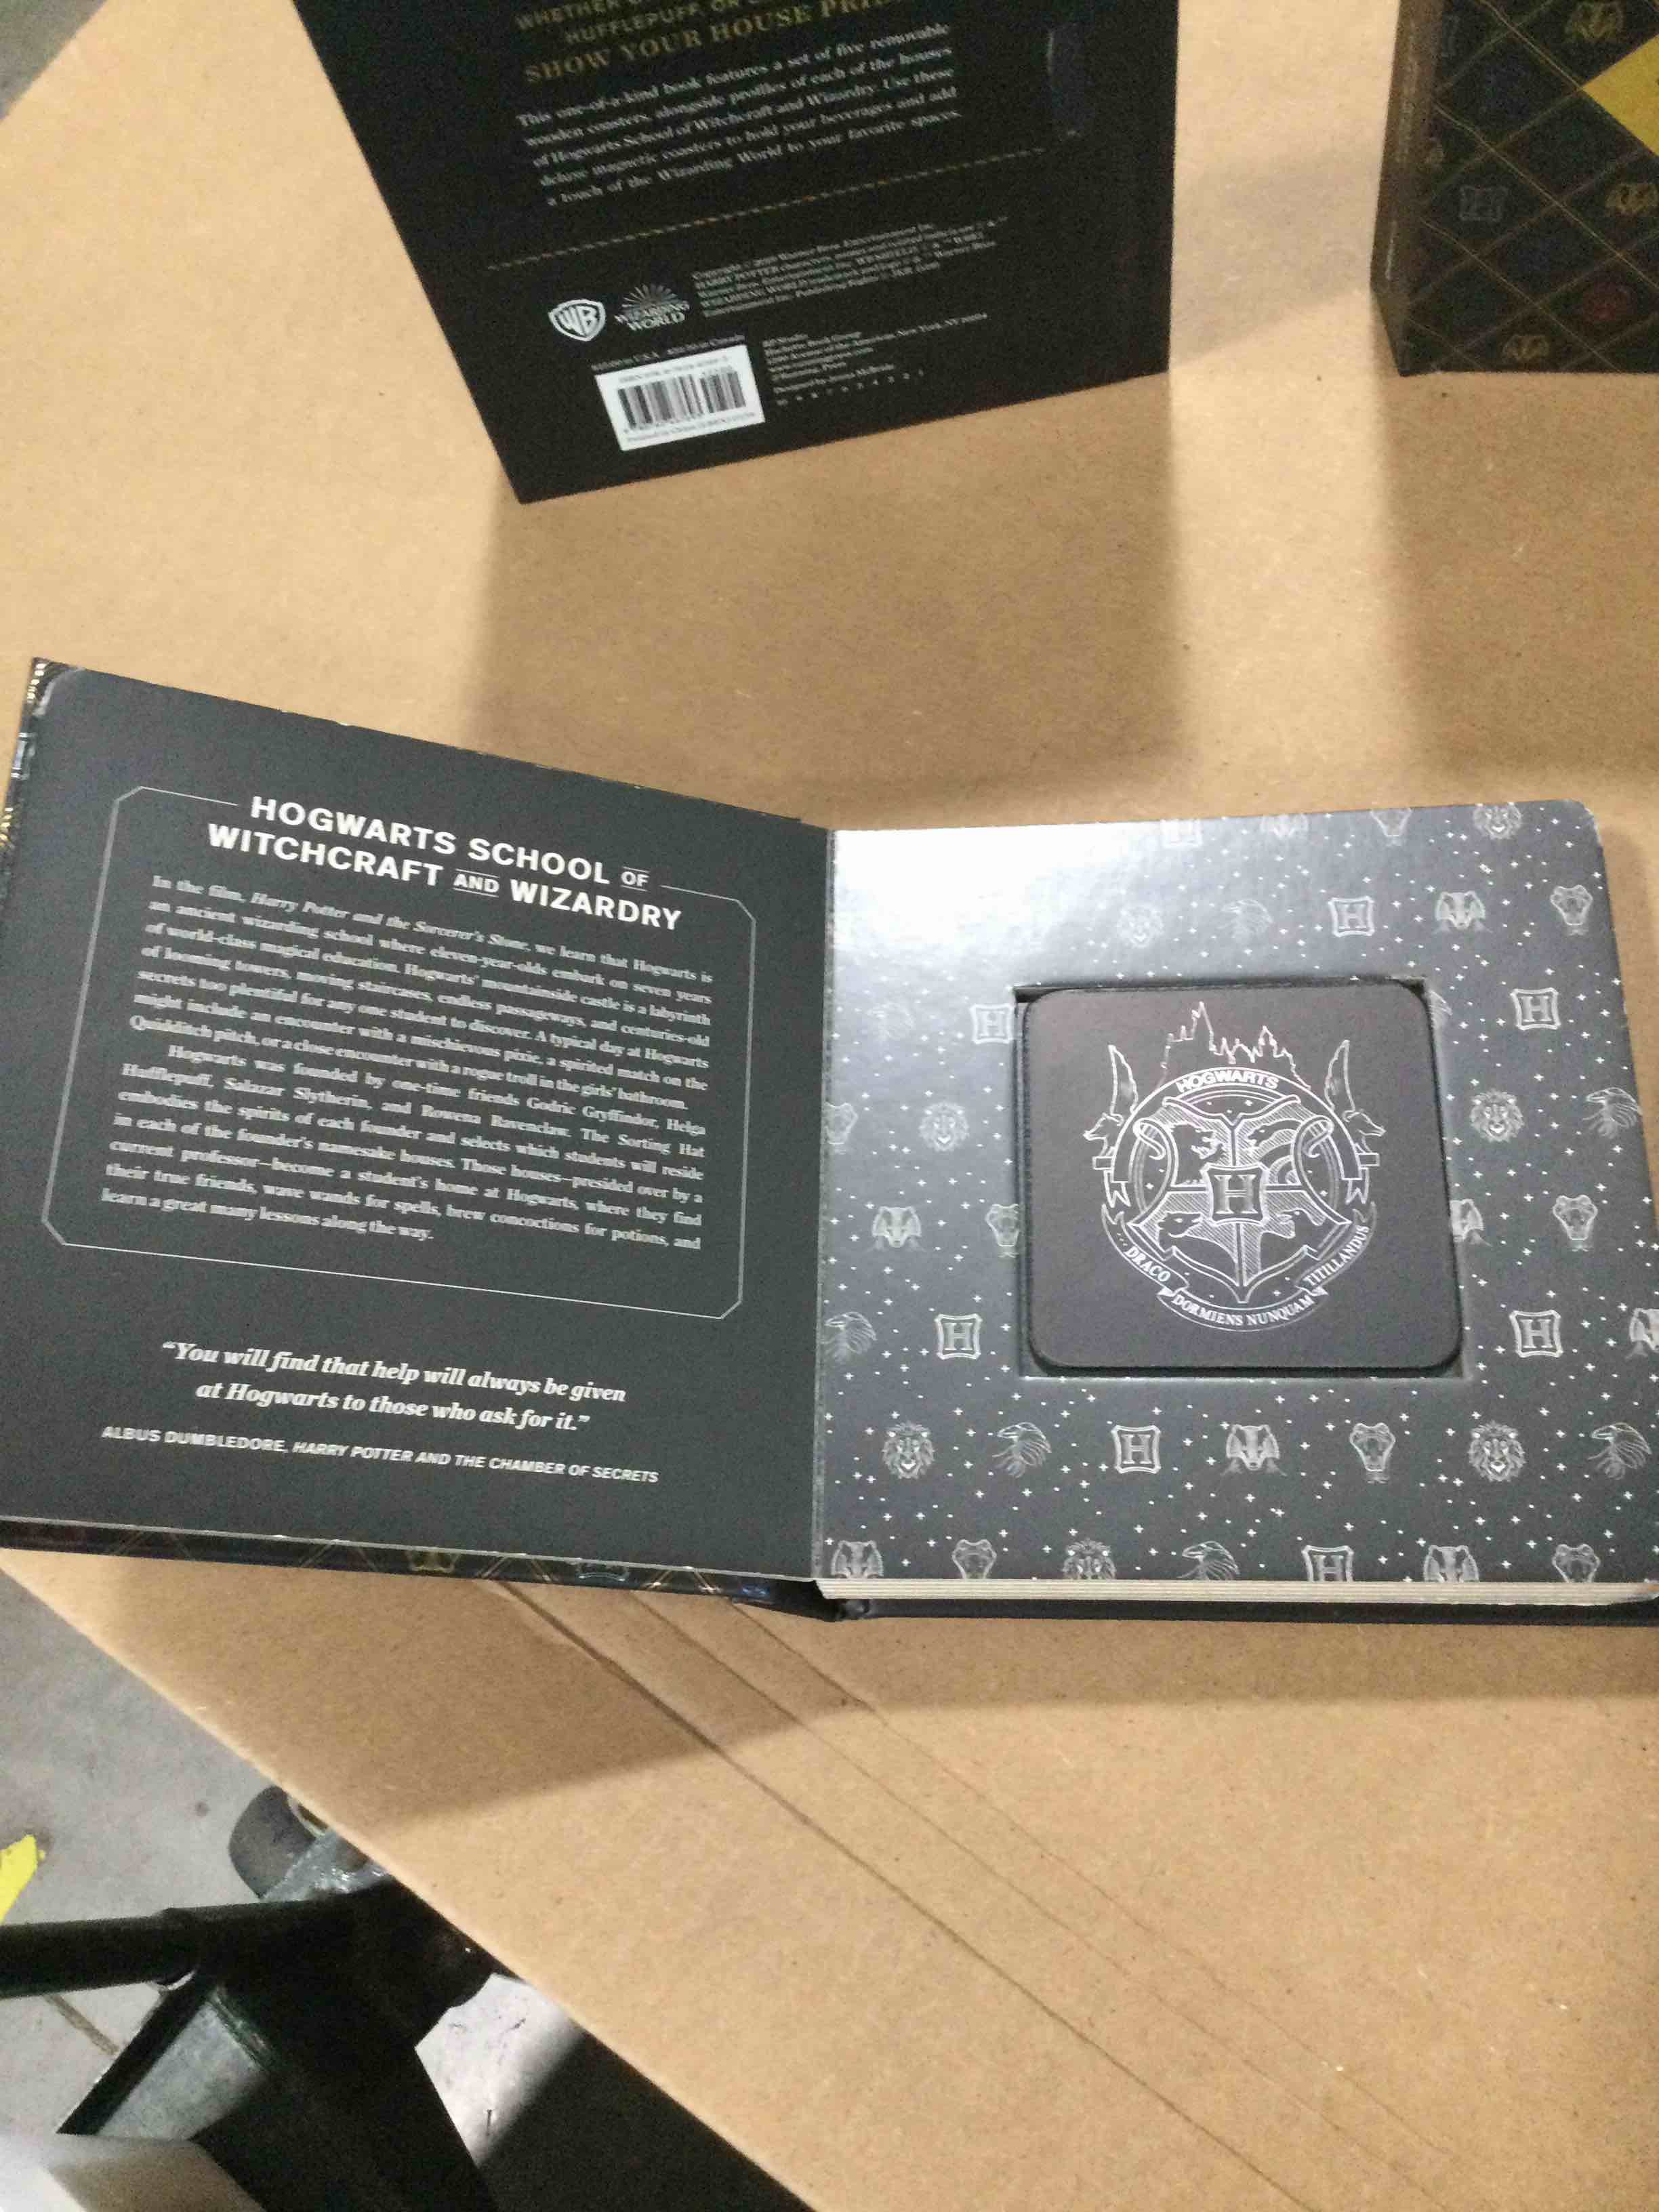 WHETHER
HUFFLEPUFF, OR
SHOW YOUR HOUSE
This one-of-a-kind book features a set of five removable
wooden coasters, alongside profiles of each of the houses
of Hogwarts School of Witchcraft and Wizardry. Use these
deluxe magnetic coasters to hold your beverages and add
a touch of the Wizarding World to your favorite spaces.
WB
WIZARDING
WORLD
HOGWARTS SCHOOL OF
WITCHCRAFT AND WIZARDRY
In the film, Harry Potter and the Sorcerer's Stone, we learn that Hogwarts is
an ancient wizarding school where eleven-year-olds embark on seven years
of world-class magical education. Hogwarts' mountainside castle is a labyrinth
of looming towers, moving staircases, endless passageways, and centuries-old
secrets too plentiful for any one student to discover. A typical day at Hogwarts
might include an encounter with a mischievous pixie, a spirited match on the
Quidditch pitch, or a close encounter with a rogue troll in the girls' bathroom.
Hogwarts was founded by one-time friends Godric Gryffindor, Helga
Hufflepuff, Salazar Slytherin, and Rowena Ravenclaw. The Sorting Hat
embodies the spirits of each founder and selects which students will reside
in each of the founder's namesake houses. Those houses—presided over by a
current professor—become a student's home at Hogwarts, where they find
their true friends, wave wands for spells, brew concoctions for potions, and
learn a great many lessons along the way.
"You will find that help will always be given
at Hogwarts to those who ask for it."
ALBUS DUMBLEDORE, HARRY POTTER AND THE CHAMBER OF SECRETS
HOGWARTS
H
DRACO
DORMIENS NUNQUAM
TITILLANDUS